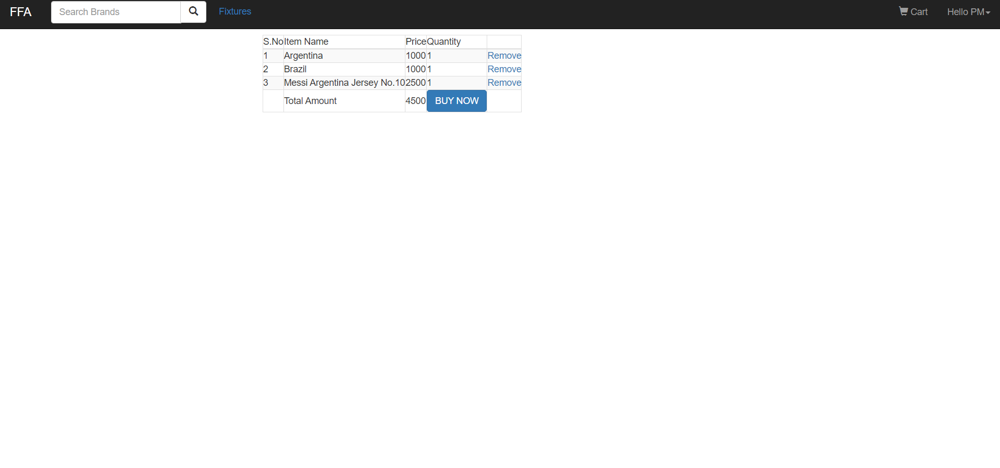 FFA Search Brands Fixtures Cart Hello PM
S.No Item Name Price Quantity
1 Argentina 1000 1 Remove
2 Brazil 1000 1 Remove
3 Messi Argentina Jersey No.10 2500 1 Remove
Total Amount 4500 BUY NOW